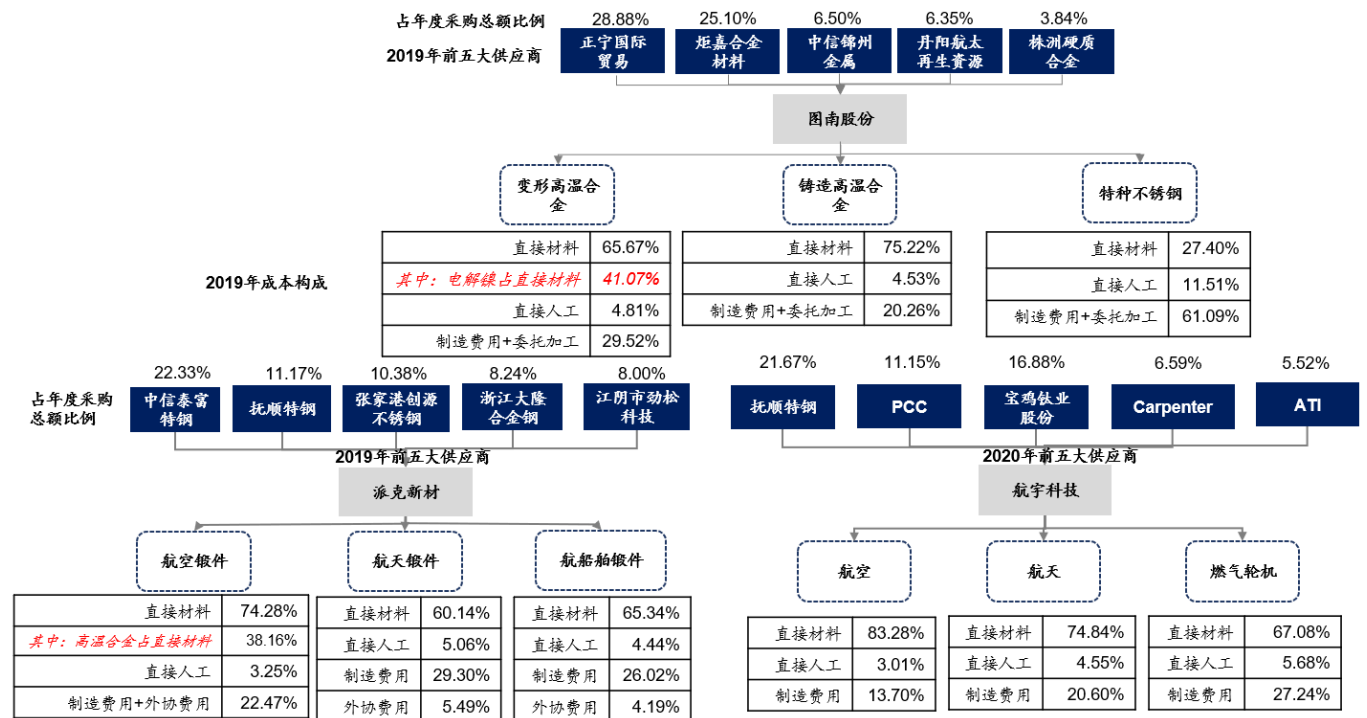 占年度采购总额比例
28.88%
25.10%
6.50%
6.35%
3.84%
2019年前五大供应商
正宁国际
贸易
炬嘉合金
材料
中信锦州
金属
丹阳航太
再生资源
株洲硬质
合金
图南股份
变形高温合
金
铸造高温合
金
特种不锈钢
2019年成本构成
直接材料 65.67%
其中：电解镍占直接材料 41.07%
直接人工 4.81%
制造费用+委托加工 29.52%
直接材料 75.22%
直接人工 4.53%
制造费用+委托加工 20.26%
直接材料 27.40%
直接人工 11.51%
制造费用+委托加工 61.09%
占年度采购
总额比例
22.33%
11.17%
10.38%
8.24%
8.00%
中信泰富
特钢
抚顺特钢
张家港创源
不锈钢
浙江大隆
合金钢
江阴市劲松
科技
2019年前五大供应商
派克新材
航空锻件
航天锻件
航船舶锻件
直接材料 74.28%
其中：高温合金占直接材料 38.16%
直接人工 3.25%
制造费用+外协费用 22.47%
直接材料 60.14%
直接人工 5.06%
制造费用 29.30%
外协费用 5.49%
直接材料 65.34%
直接人工 4.44%
制造费用 26.02%
外协费用 4.19%
21.67%
11.15%
16.88%
6.59%
5.52%
抚顺特钢
PCC
宝鸡钛业
股份
Carpenter
ATI
2020年前五大供应商
航宇科技
航空
航天
燃气轮机
直接材料 83.28%
直接人工 3.01%
制造费用 13.70%
直接材料 74.84%
直接人工 4.55%
制造费用 20.60%
直接材料 67.08%
直接人工 5.68%
制造费用 27.24%